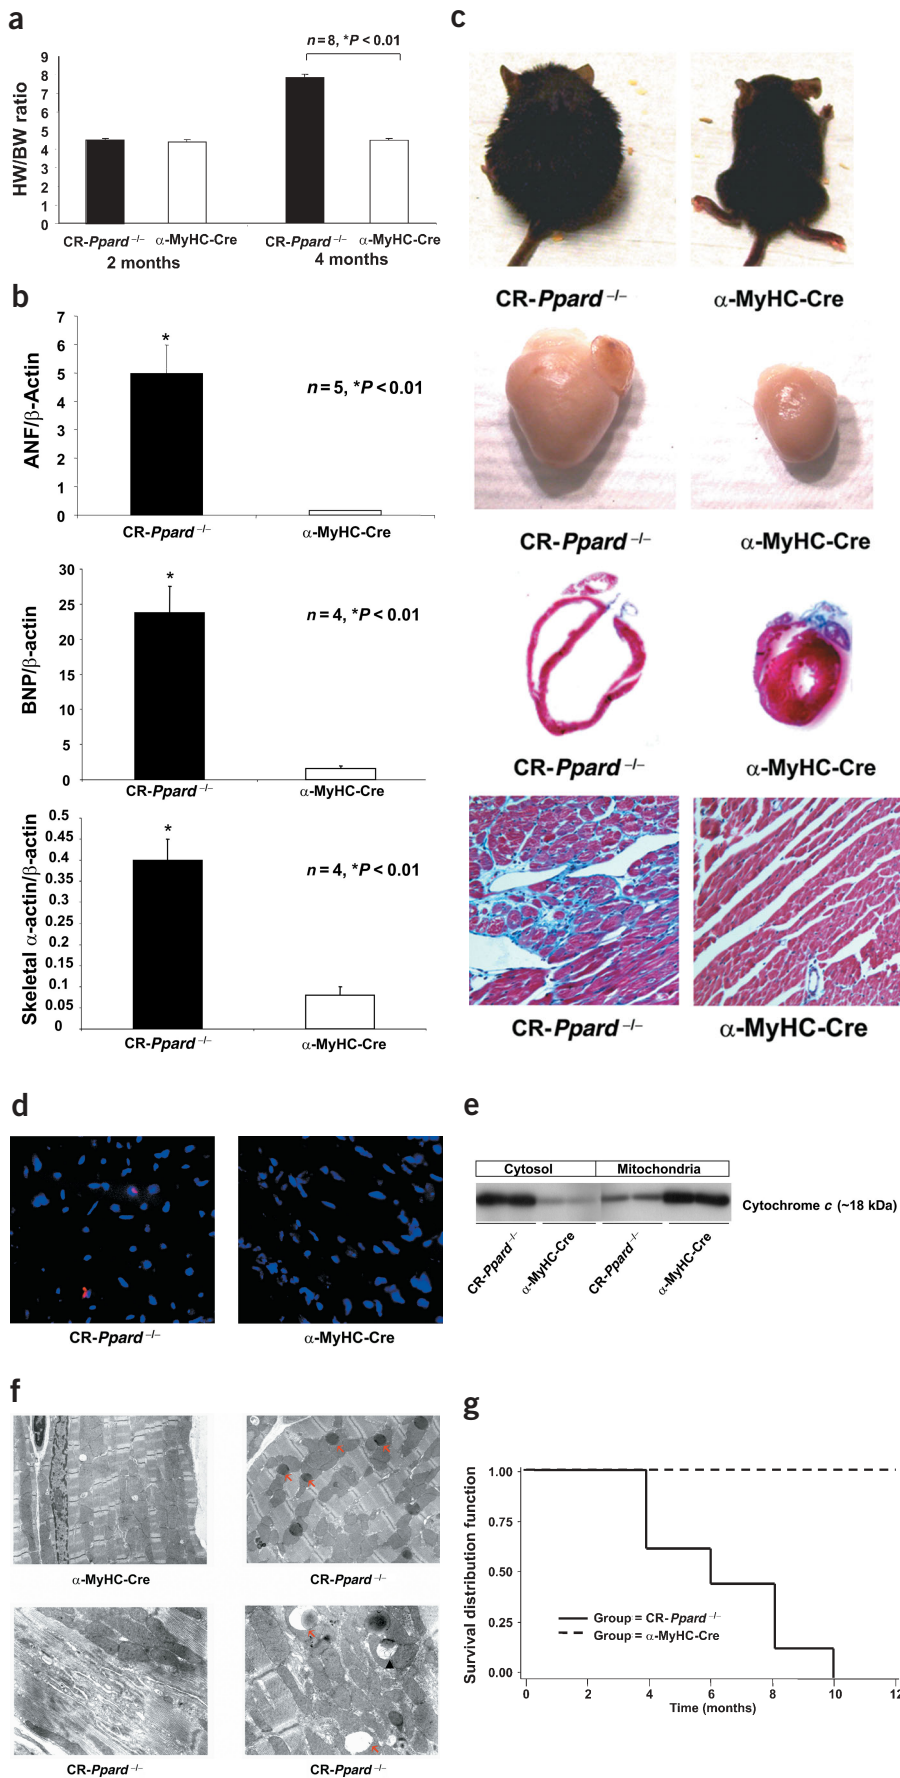 a
n = 8, *P < 0.01
HW/BW ratio
9
8
7
6
5
4
3
2
1
0
CR-Ppard –/– α-MyHC-Cre CR-Ppard –/– α-MyHC-Cre
2 months 4 months
b
ANF/β-Actin
7
6
5
4
3
2
1
0
*
n = 5, *P < 0.01
CR-Ppard –/– α-MyHC-Cre
BNP/β-actin
30
25
20
15
10
5
0
*
n = 4, *P < 0.01
CR-Ppard –/– α-MyHC-Cre
Skeletal α-actin/β-actin
0.5
0.45
0.4
0.35
0.3
0.25
0.2
0.15
0.1
0.05
0
*
n = 4, *P < 0.01
CR-Ppard –/– α-MyHC-Cre
c
CR-Ppard –/– α-MyHC-Cre
CR-Ppard –/– α-MyHC-Cre
CR-Ppard –/– α-MyHC-Cre
CR-Ppard –/– α-MyHC-Cre
d
CR-Ppard –/– α-MyHC-Cre
e
Cytosol Mitochondria
Cytochrome c (~18 kDa)
CR-Ppard –/– α-MyHC-Cre CR-Ppard –/– α-MyHC-Cre
f
α-MyHC-Cre CR-Ppard –/–
CR-Ppard –/– CR-Ppard –/–
g
Survival distribution function
1.00
0.75
0.50
0.25
0.00
Group = CR-Ppard –/–
Group = α-MyHC-Cre
0 2 4 6 8 10 12
Time (months)